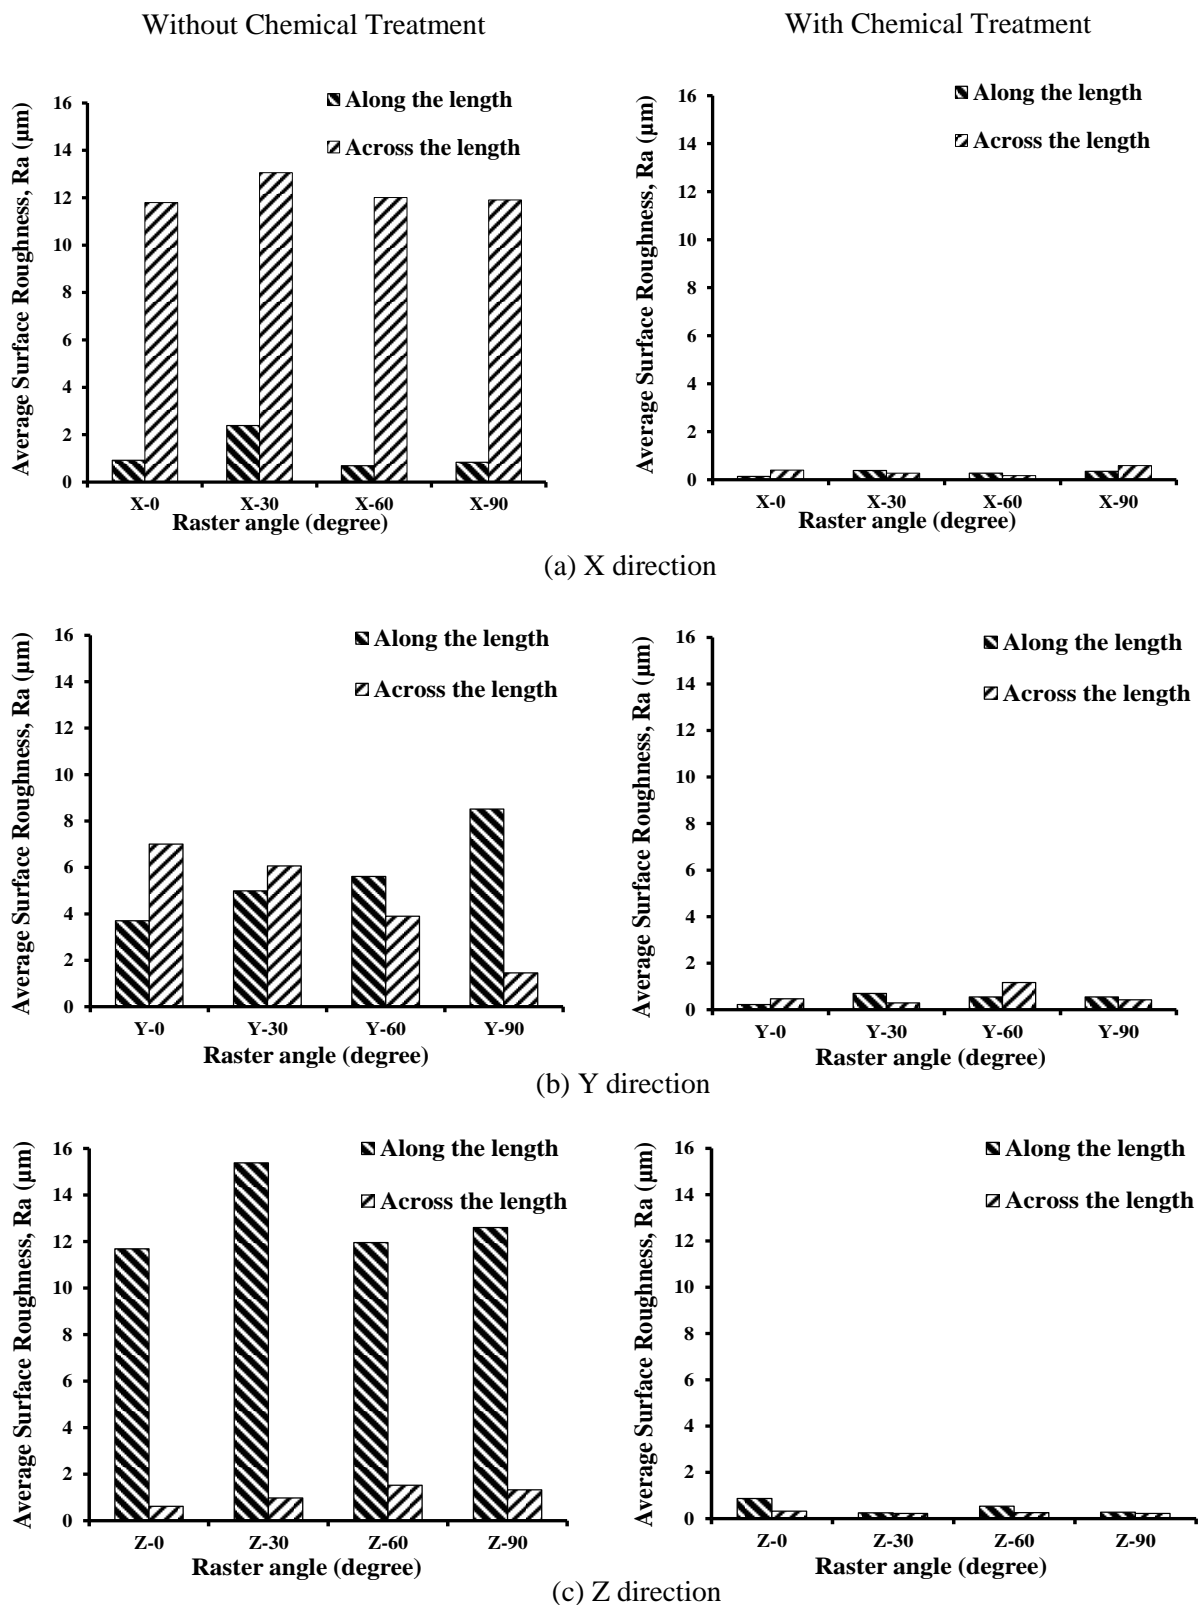 Without Chemical Treatment
With Chemical Treatment
Average Surface Roughness, Ra (µm)
16
14
12
10
8
6
4
2
0
Along the length
Across the length
X-0 X-30 X-60 X-90
Raster angle (degree)
Average Surface Roughness, Ra (µm)
16
14
12
10
8
6
4
2
0
Along the length
Across the length
X-0 X-30 X-60 X-90
Raster angle (degree)
(a) X direction
Average Surface Roughness, Ra (µm)
16
14
12
10
8
6
4
2
0
Along the length
Across the length
Y-0 Y-30 Y-60 Y-90
Raster angle (degree)
Average Surface Roughness, Ra (µm)
16
14
12
10
8
6
4
2
0
Along the length
Across the length
Y-0 Y-30 Y-60 Y-90
Raster angle (degree)
(b) Y direction
Average Surface Roughness, Ra (µm)
16
14
12
10
8
6
4
2
0
Along the length
Across the length
Z-0 Z-30 Z-60 Z-90
Raster angle (degree)
Average Surface Roughness, Ra (µm)
16
14
12
10
8
6
4
2
0
Along the length
Across the length
Z-0 Z-30 Z-60 Z-90
Raster angle (degree)
(c) Z direction